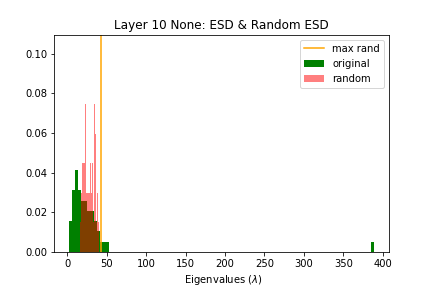 Layer 10 None: ESD & Random ESD
max rand
original
random
0.10
0.08
0.06
0.04
0.02
0.00
0 50 100 150 200 250 300 350 400
Eigenvalues (λ)